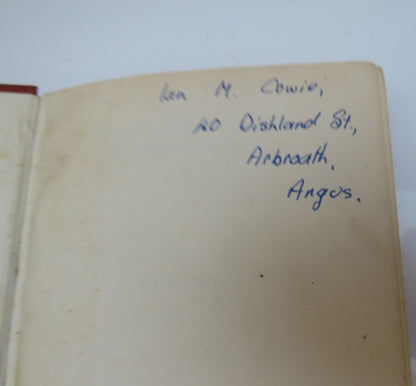 Ian M. Cowie,
20 Dishland St.,
Arbroath,
Angus.